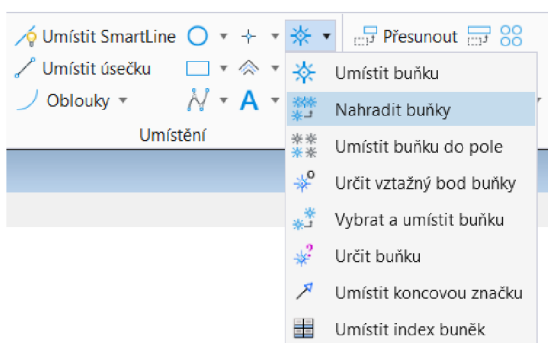 Umístit SmartLine
Přesunout
Umístit úsečku
Oblouky
A
Umístění
Umístit buňku
Nahradit buňky
Umístit buňku do pole
Určit vztažný bod buňky
Vybrat a umístit buňku
Určit buňku
Umístit koncovou značku
Umístit index buněk